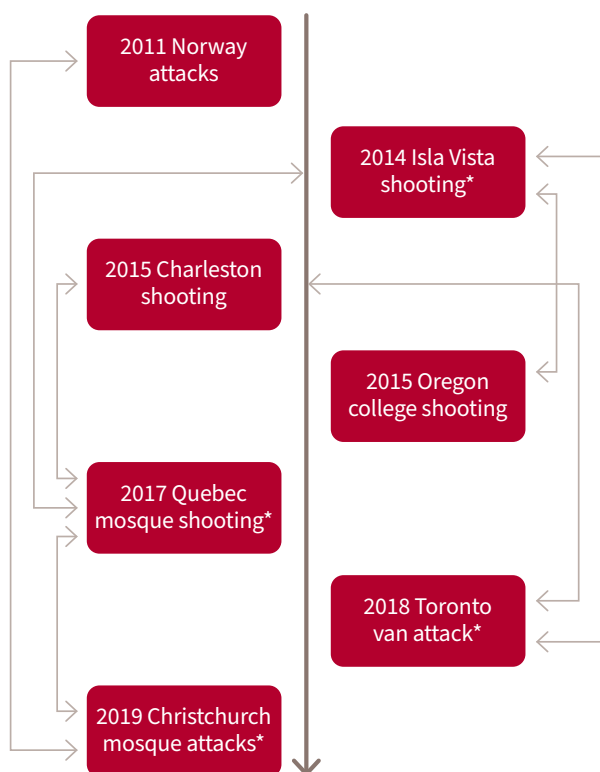 2011 Norway
attacks
2014 Isla Vista
shooting*
2015 Charleston
shooting
2015 Oregon
college shooting
2017 Quebec
mosque shooting*
2018 Toronto
van attack*
2019 Christchurch
mosque attacks*